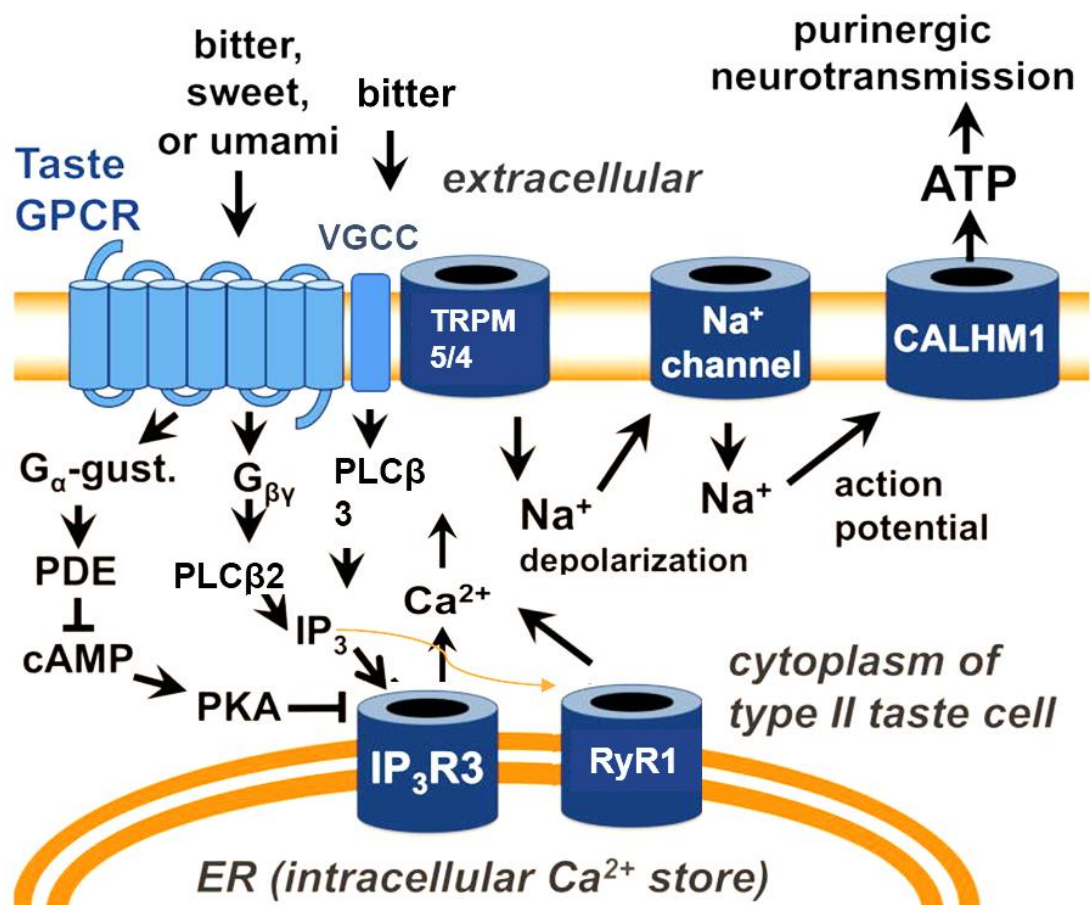 bitter,
sweet,
or umami
bitter
purinergic
neurotransmission
Taste
GPCR
extracellular
ATP
VGCC
TRPM
5/4
Na⁺
channel
CALHM1
Gα-gust.
Gβγ
PLCβ
3
Na⁺
depolarization
Na⁺
action
potential
PDE
PLCβ2
cAMP
IP₃
Ca²⁺
PKA
cytoplasm of
type II taste cell
IP₃R3
RyR1
ER (intracellular Ca²⁺ store)